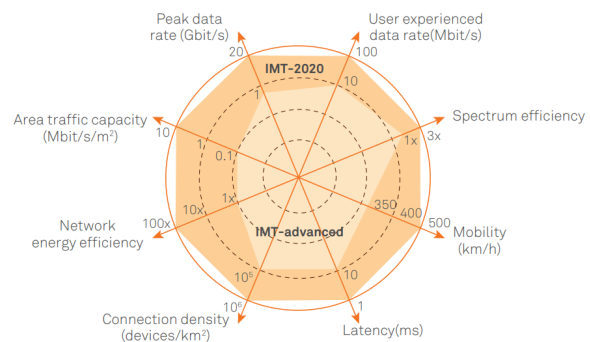 Peak data
rate (Gbit/s)
User experienced
data rate(Mbit/s)
20
100
IMT-2020
1
10
Area traffic capacity
(Mbit/s/m²)
Spectrum efficiency
10
1
0.1
1x
3x
Network
energy efficiency
100x
10x
1x
350
400
500
Mobility
(km/h)
IMT-advanced
10⁵
10⁶
10
1
Connection density
(devices/km²)
Latency(ms)